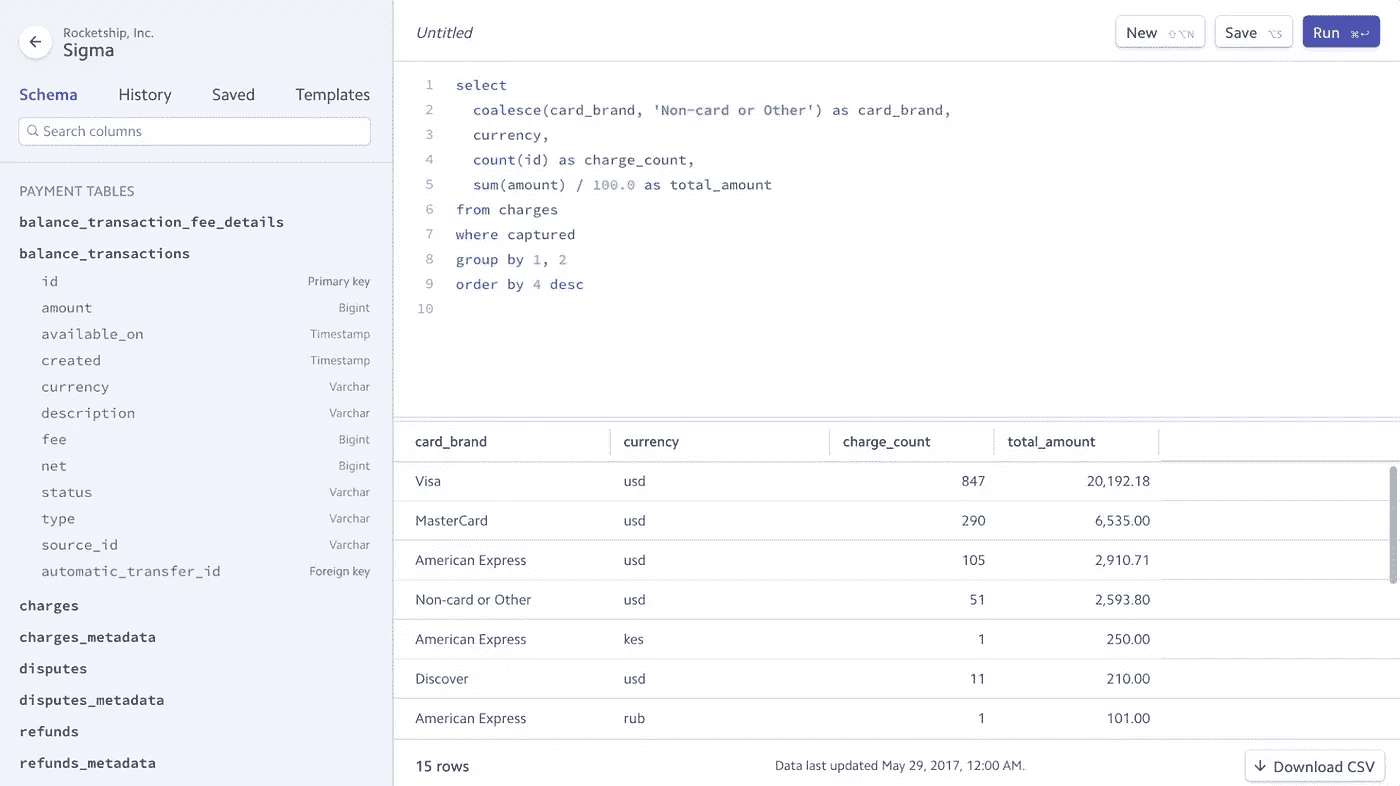 Rocketship, Inc.
Sigma
Schema History Saved Templates
Search columns
PAYMENT TABLES
balance_transaction_fee_details
balance_transactions
id Primary key
amount Bigint
available_on Timestamp
created Timestamp
currency Varchar
description Varchar
fee Bigint
net Bigint
status Varchar
type Varchar
source_id Varchar
automatic_transfer_id Foreign key
charges
charges_metadata
disputes
disputes_metadata
refunds
refunds_metadata
Untitled
New ⇧⌥N Save ⌥S Run ⌘↩
1 select
2 coalesce(card_brand, 'Non-card or Other') as card_brand,
3 currency,
4 count(id) as charge_count,
5 sum(amount) / 100.0 as total_amount
6 from charges
7 where captured
8 group by 1, 2
9 order by 4 desc
10
card_brand currency charge_count total_amount
Visa usd 847 20,192.18
MasterCard usd 290 6,535.00
American Express usd 105 2,910.71
Non-card or Other usd 51 2,593.80
American Express kes 1 250.00
Discover usd 11 210.00
American Express rub 1 101.00
15 rows Data last updated May 29, 2017, 12:00 AM. Download CSV